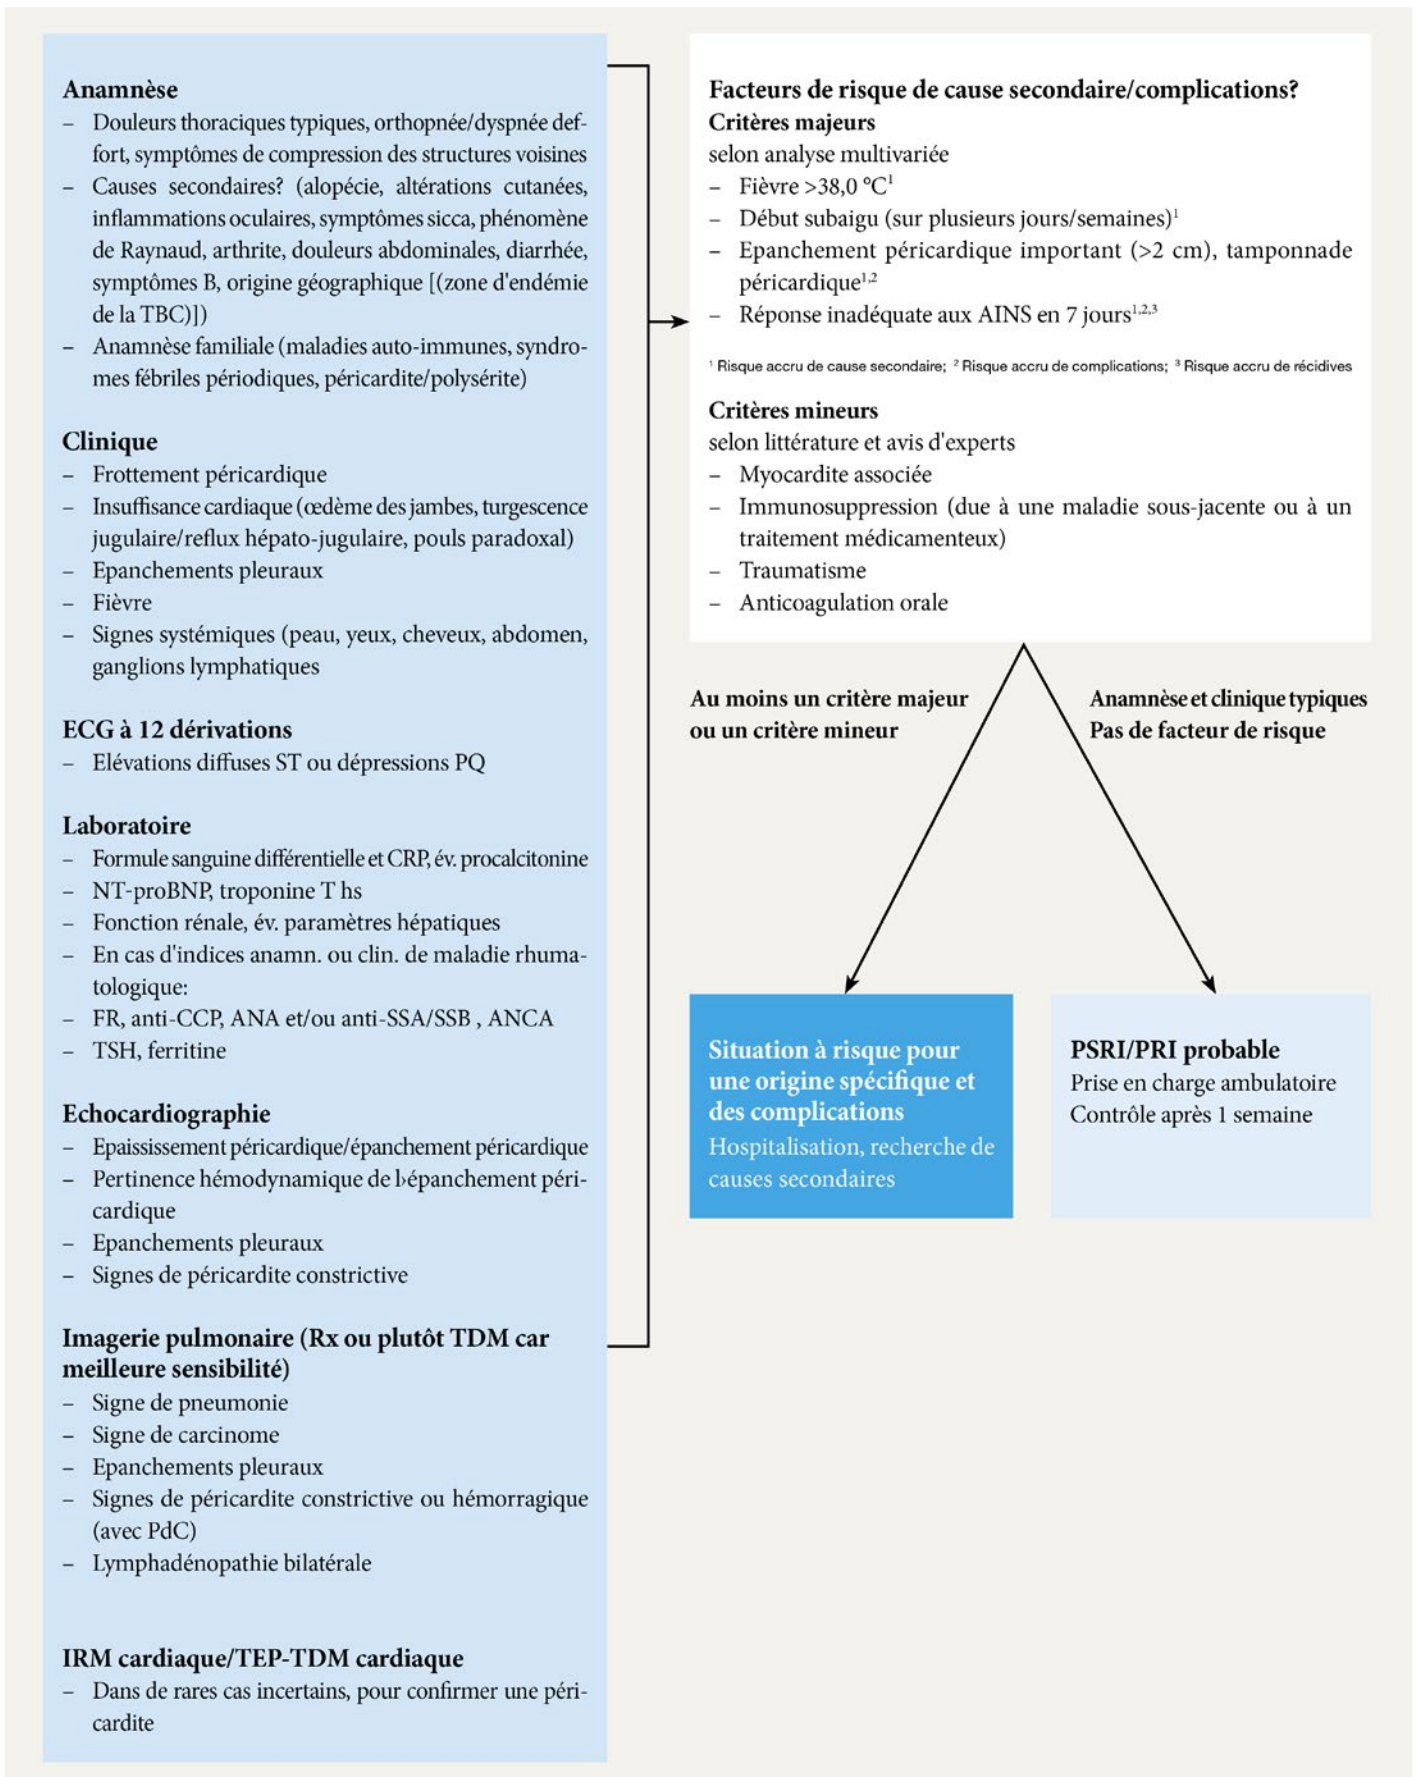 Anamnèse
– Douleurs thoraciques typiques, orthopnée/dyspnée def-
fort, symptômes de compression des structures voisines
– Causes secondaires? (alopécie, altérations cutanées,
inflammations oculaires, symptômes sicca, phénomène
de Raynaud, arthrite, douleurs abdominales, diarrhée,
symptômes B, origine géographique [(zone d'endémie
de la TBC)])
– Anamnèse familiale (maladies auto-immunes, syndro-
mes fébriles périodiques, péricardite/polysérite)
Clinique
– Frottement péricardique
– Insuffisance cardiaque (œdème des jambes, turgescence
jugulaire/reflux hépato-jugulaire, pouls paradoxal)
– Epanchements pleuraux
– Fièvre
– Signes systémiques (peau, yeux, cheveux, abdomen,
ganglions lymphatiques
ECG à 12 dérivations
– Elévations diffuses ST ou dépressions PQ
Laboratoire
– Formule sanguine différentielle et CRP, év. procalcitonine
– NT-proBNP, troponine T hs
– Fonction rénale, év. paramètres hépatiques
– En cas d'indices anamn. ou clin. de maladie rhuma-
tologique:
– FR, anti-CCP, ANA et/ou anti-SSA/SSB , ANCA
– TSH, ferritine
Echocardiographie
– Epaississement péricardique/épanchement péricardique
– Pertinence hémodynamique de l›épanchement péri-
cardique
– Epanchements pleuraux
– Signes de péricardite constrictive
Imagerie pulmonaire (Rx ou plutôt TDM car
meilleure sensibilité)
– Signe de pneumonie
– Signe de carcinome
– Epanchements pleuraux
– Signes de péricardite constrictive ou hémorragique
(avec PdC)
– Lymphadénopathie bilatérale
IRM cardiaque/TEP-TDM cardiaque
– Dans de rares cas incertains, pour confirmer une péri-
cardite
Facteurs de risque de cause secondaire/complications?
Critères majeurs
selon analyse multivariée
– Fièvre >38,0 °C¹
– Début subaigu (sur plusieurs jours/semaines)¹
– Epanchement péricardique important (>2 cm), tamponnade
péricardique¹,²
– Réponse inadéquate aux AINS en 7 jours¹,²,³
¹ Risque accru de cause secondaire; ² Risque accru de complications; ³ Risque accru de récidives
Critères mineurs
selon littérature et avis d'experts
– Myocardite associée
– Immunosuppression (due à une maladie sous-jacente ou à un
traitement médicamenteux)
– Traumatisme
– Anticoagulation orale
Au moins un critère majeur
ou un critère mineur
Anamnèse et clinique typiques
Pas de facteur de risque
Situation à risque pour
une origine spécifique et
des complications
Hospitalisation, recherche de
causes secondaires
PSRI/PRI probable
Prise en charge ambulatoire
Contrôle après 1 semaine